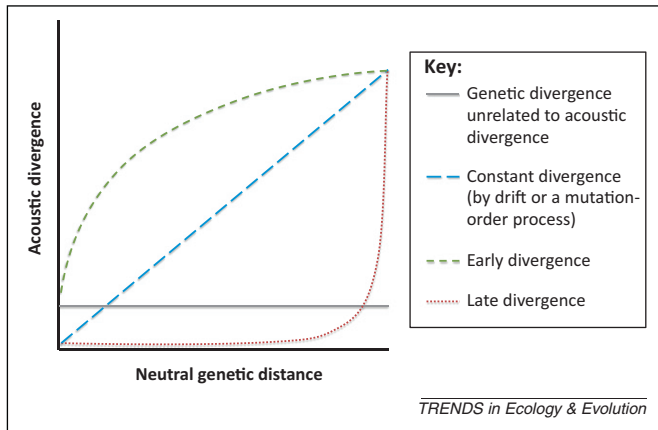 Acoustic divergence
Neutral genetic distance
Key:
Genetic divergence
unrelated to acoustic
divergence
Constant divergence
(by drift or a mutation-
order process)
Early divergence
Late divergence
TRENDS in Ecology & Evolution